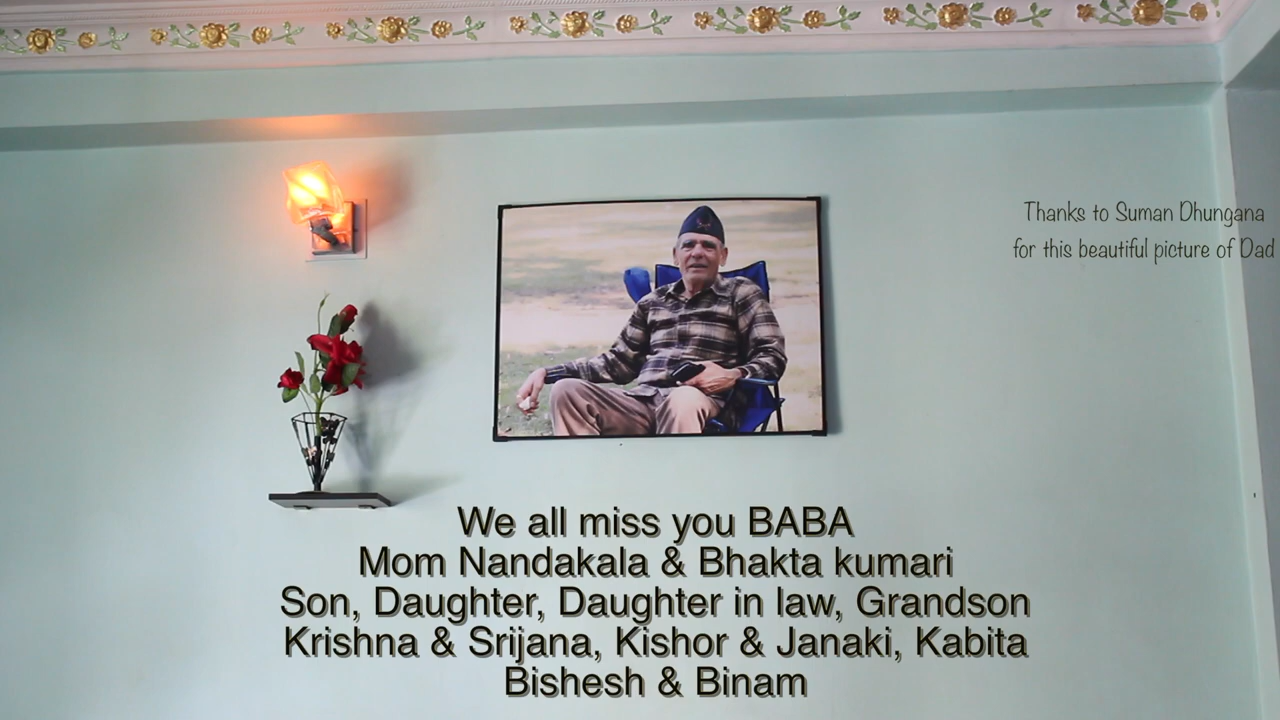 Thanks to Suman Dhungana
for this beautiful picture of Dad
We all miss you BABA
Mom Nandakala & Bhakta kumari
Son, Daughter, Daughter in law, Grandson
Krishna & Srijana, Kishor & Janaki, Kabita
Bishesh & Binam